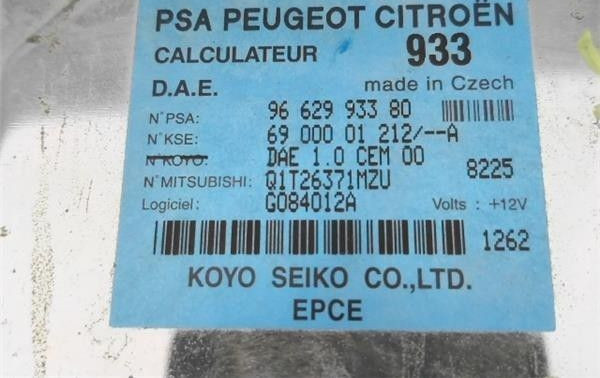 PSA PEUGEOT CITROËN
CALCULATEUR 933
D.A.E. made in Czech
N°PSA: 96 629 933 80
N°KSE: 69 000 01 212/--A
N°KOYO: DAE 1.0 CEM 00 8225
N°MITSUBISHI: Q1T26371MZU
Logiciel: G084012A Volts : +12V
1262
KOYO SEIKO CO.,LTD.
EPCE